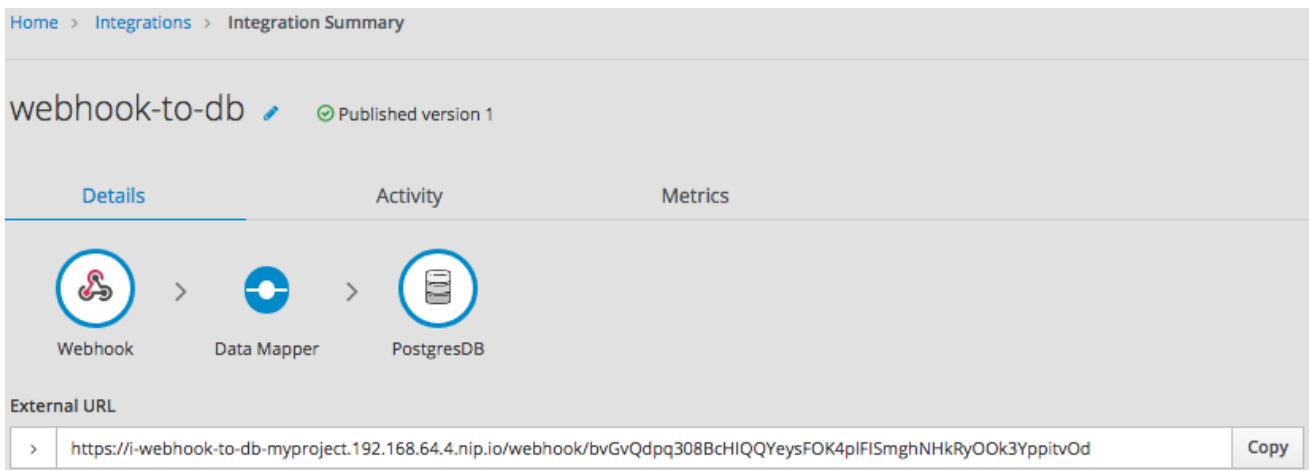 Home > Integrations > Integration Summary
webhook-to-db Published version 1
Details Activity Metrics
Webhook Data Mapper PostgresDB
External URL
> https://i-webhook-to-db-myproject.192.168.64.4.nip.io/webhook/bvGvQdpq308BcHIQQYeysFOK4plFISmghNHkRyOOk3YppitvOd Copy